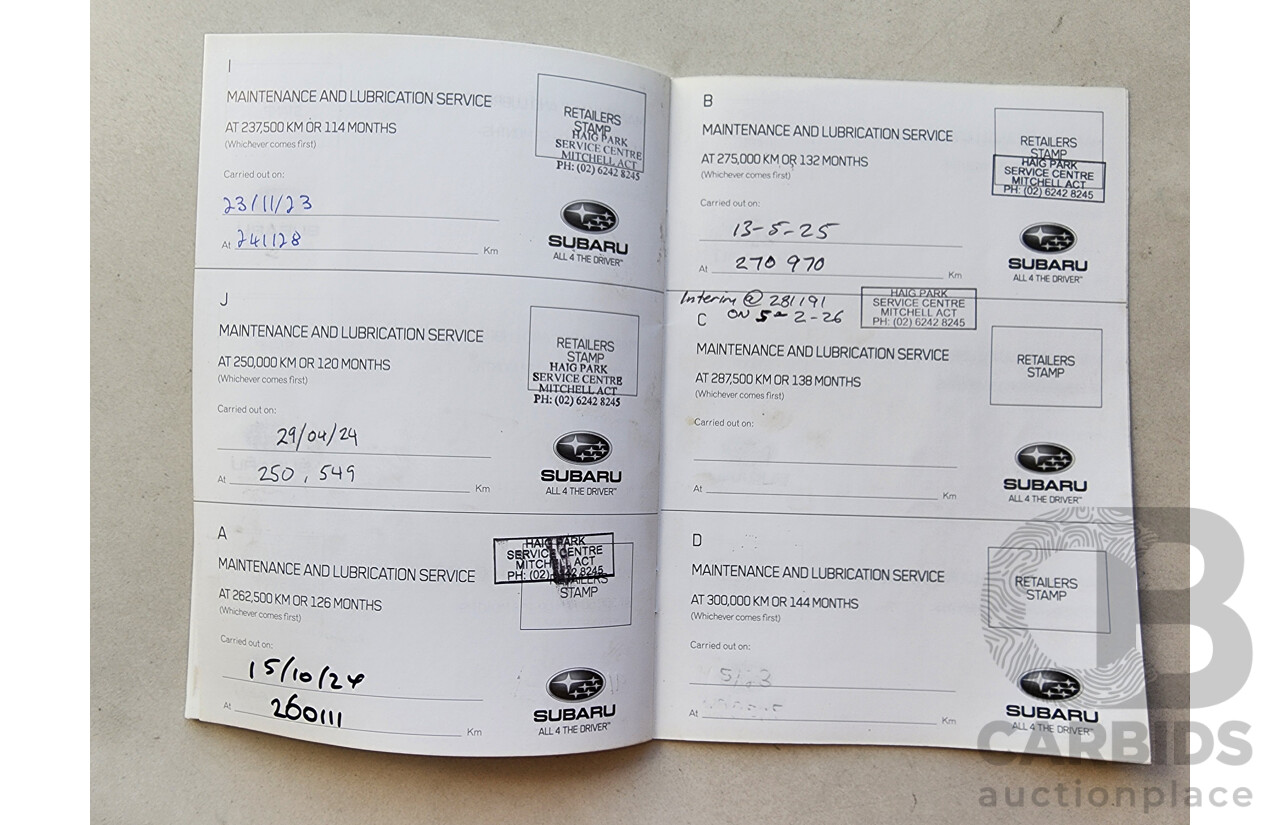 I
MAINTENANCE AND LUBRICATION SERVICE
AT 237,500 KM OR 114 MONTHS
(Whichever comes first)
Carried out on:
23/11/23
At 241128 Km
RETAILERS
STAMP
HAIG PARK
SERVICE CENTRE
MITCHELL ACT
PH: (02) 6242 8245
SUBARU
ALL 4 THE DRIVER™
J
MAINTENANCE AND LUBRICATION SERVICE
AT 250,000 KM OR 120 MONTHS
(Whichever comes first)
Carried out on:
29/04/24
At 250,549 Km
RETAILERS
STAMP
HAIG PARK
SERVICE CENTRE
MITCHELL ACT
PH: (02) 6242 8245
SUBARU
ALL 4 THE DRIVER™
A
MAINTENANCE AND LUBRICATION SERVICE
AT 262,500 KM OR 126 MONTHS
(Whichever comes first)
Carried out on:
15/10/24
At 260111 Km
HAIG PARK
SERVICE CENTRE
MITCHELL ACT
PH: (02) 6242 8245
RETAILERS
STAMP
SUBARU
ALL 4 THE DRIVER™
B
MAINTENANCE AND LUBRICATION SERVICE
AT 275,000 KM OR 132 MONTHS
(Whichever comes first)
Carried out on:
13-5-25
At 270 970 Km
RETAILERS
STAMP
HAIG PARK
SERVICE CENTRE
MITCHELL ACT
PH: (02) 6242 8245
SUBARU
ALL 4 THE DRIVER™
Interim @ 281191
ON 5-2-26
HAIG PARK
SERVICE CENTRE
MITCHELL ACT
PH: (02) 6242 8245
C
MAINTENANCE AND LUBRICATION SERVICE
AT 287,500 KM OR 138 MONTHS
(Whichever comes first)
Carried out on:
At Km
RETAILERS
STAMP
SUBARU
ALL 4 THE DRIVER™
D
MAINTENANCE AND LUBRICATION SERVICE
AT 300,000 KM OR 144 MONTHS
(Whichever comes first)
Carried out on:
At Km
RETAILERS
STAMP
SUBARU
ALL 4 THE DRIVER™
CARBIDS
auctionplace